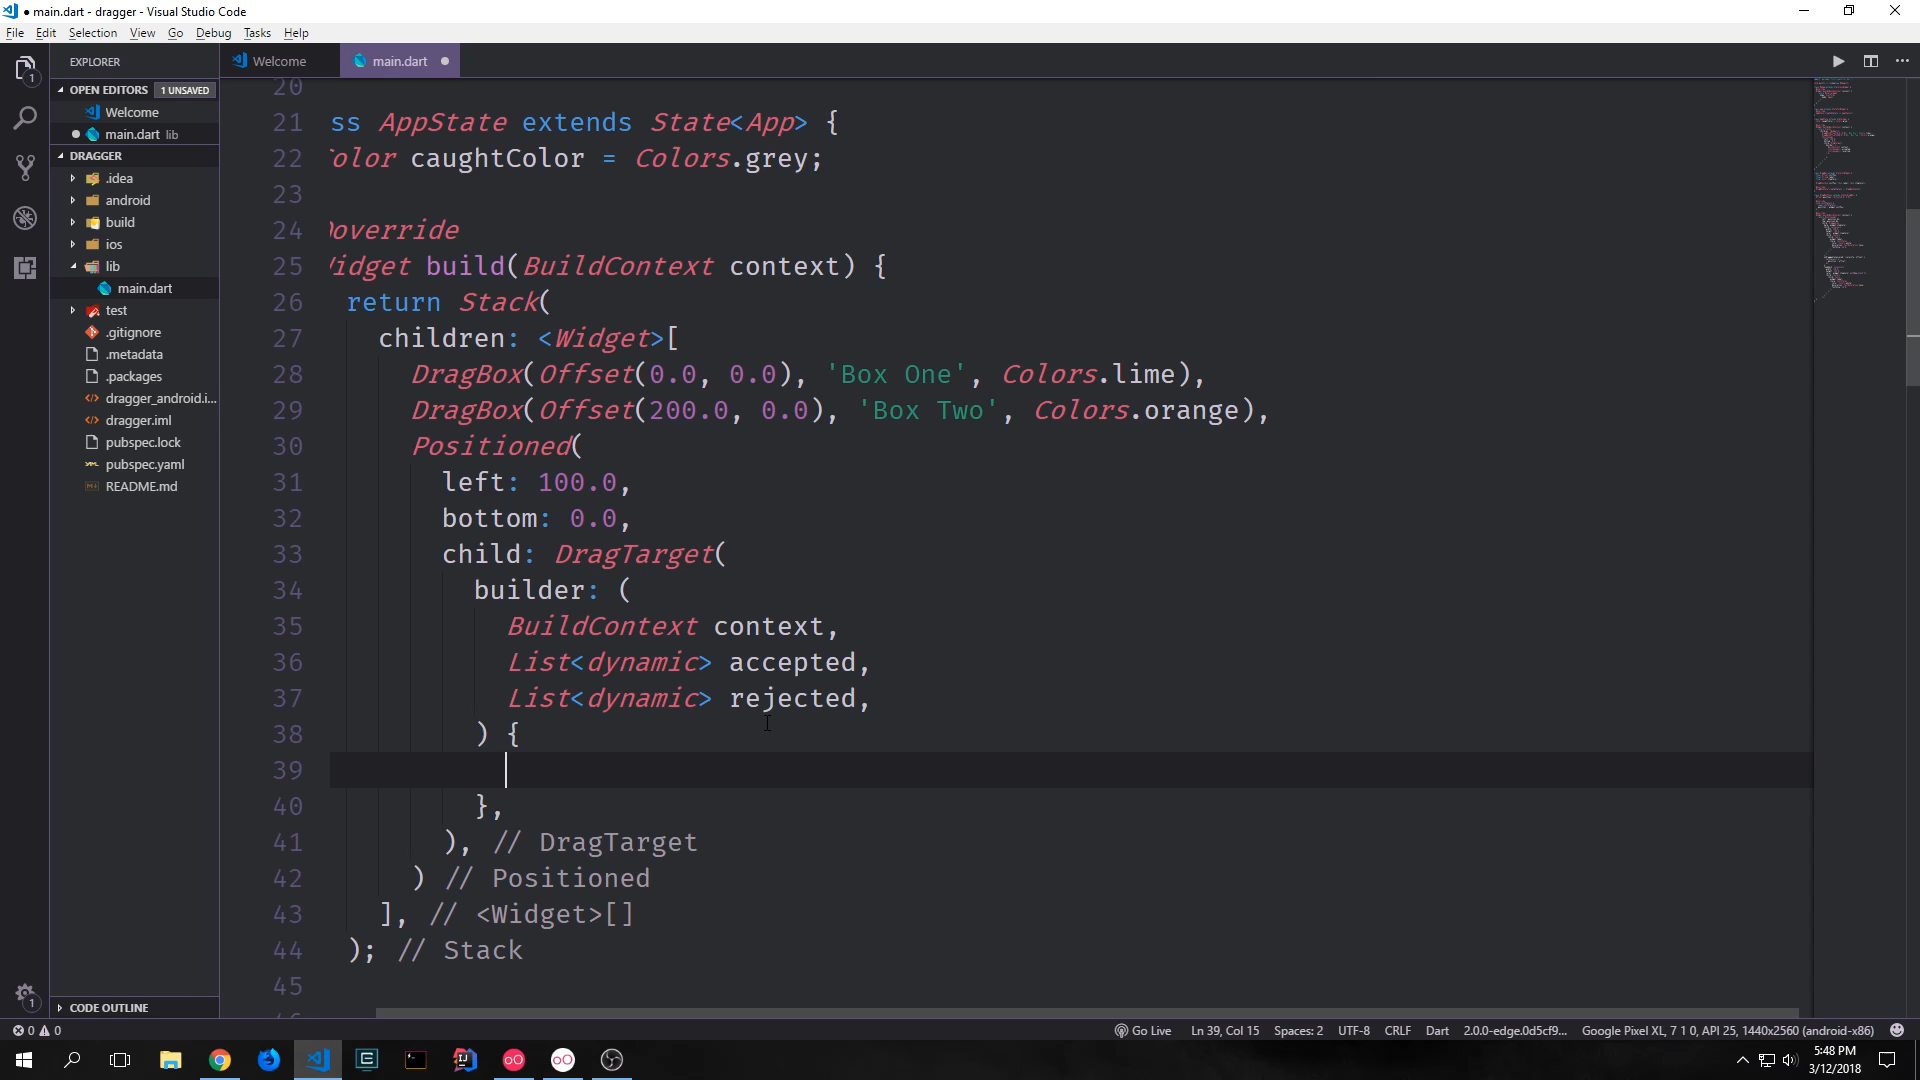 ● main.dart - dragger - Visual Studio Code
File Edit Selection View Go Debug Tasks Help
EXPLORER
Welcome
main.dart ●
OPEN EDITORS 1 UNSAVED
Welcome
● main.dart lib
DRAGGER
.idea
android
build
ios
lib
main.dart
test
.gitignore
.metadata
.packages
dragger_android.i...
dragger.iml
pubspec.lock
pubspec.yaml
README.md
CODE OUTLINE
20
21 ss AppState extends State<App> {
22 Color caughtColor = Colors.grey;
23
24 @override
25 Widget build(BuildContext context) {
26 return Stack(
27 children: <Widget>[
28 DragBox(Offset(0.0, 0.0), 'Box One', Colors.lime),
29 DragBox(Offset(200.0, 0.0), 'Box Two', Colors.orange),
30 Positioned(
31 left: 100.0,
32 bottom: 0.0,
33 child: DragTarget(
34 builder: (
35 BuildContext context,
36 List<dynamic> accepted,
37 List<dynamic> rejected,
38 ) {
39
40 },
41 ), // DragTarget
42 ) // Positioned
43 ], // <Widget>[]
44 ); // Stack
45
0 0
Go Live Ln 39, Col 15 Spaces: 2 UTF-8 CRLF Dart 2.0.0-edge.0d5cf9... Google Pixel XL, 7 1 0, API 25, 1440x2560 (android-x86)
5:48 PM
3/12/2018